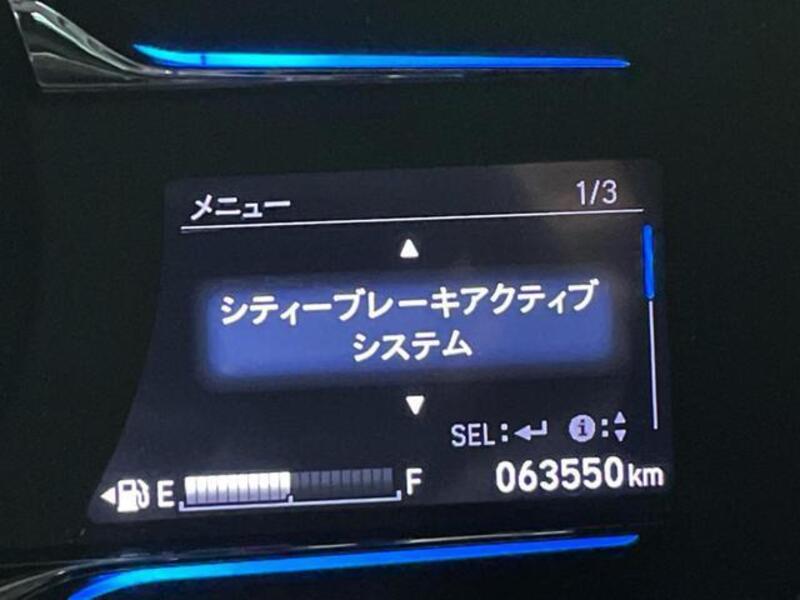 メニュー 1/3
▲
シティーブレーキアクティブ
システム
▼
SEL:↵ i:▲▼
E F 063550km